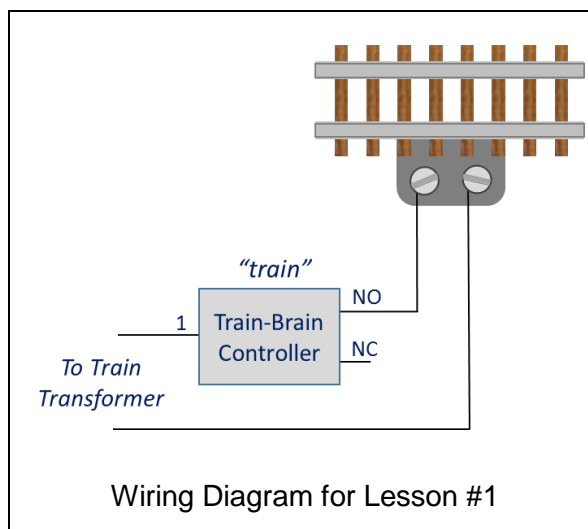 “train”
NO
1
Train-Brain
Controller
NC
To Train
Transformer
Wiring Diagram for Lesson #1